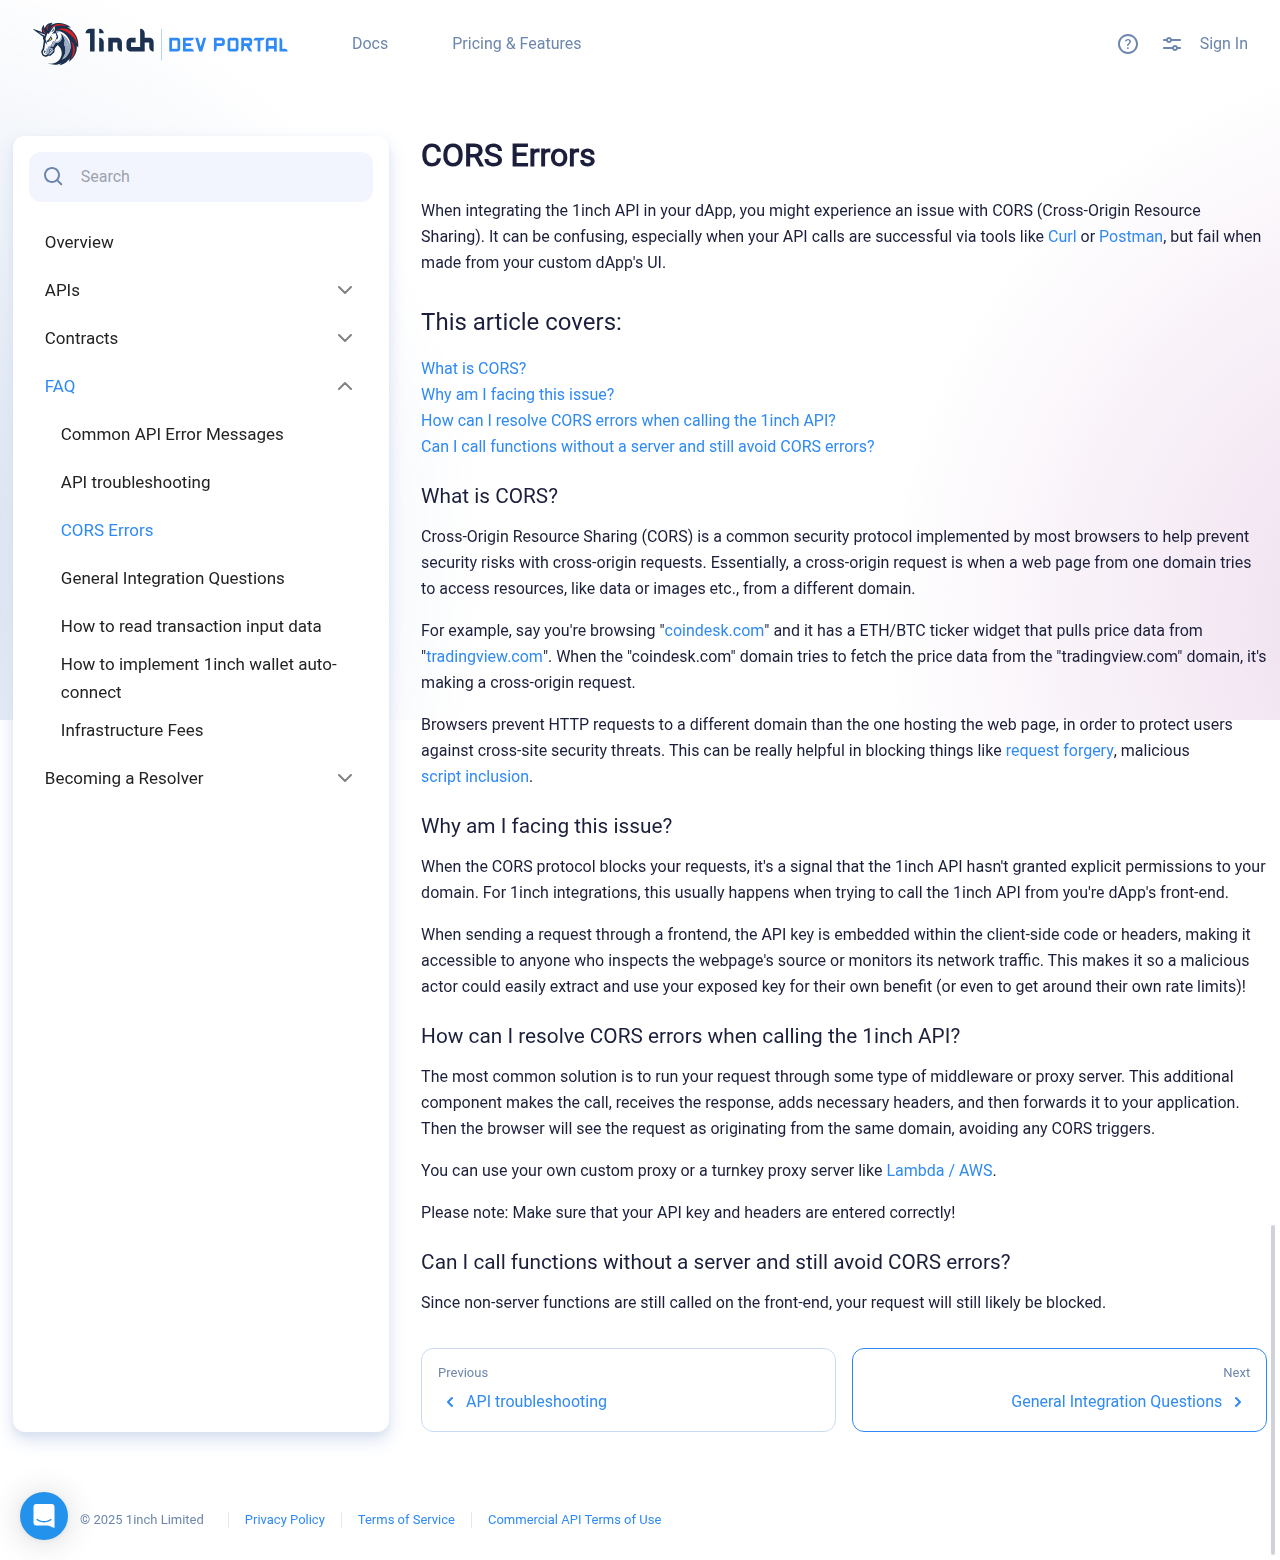 1inch DEV PORTAL
Docs
Pricing & Features
Sign In
Search
Overview
APIs
Contracts
FAQ
Common API Error Messages
API troubleshooting
CORS Errors
General Integration Questions
How to read transaction input data
How to implement 1inch wallet auto-
connect
Infrastructure Fees
Becoming a Resolver
CORS Errors
When integrating the 1inch API in your dApp, you might experience an issue with CORS (Cross-Origin Resource
Sharing). It can be confusing, especially when your API calls are successful via tools like Curl or Postman, but fail when
made from your custom dApp's UI.
This article covers:
What is CORS?
Why am I facing this issue?
How can I resolve CORS errors when calling the 1inch API?
Can I call functions without a server and still avoid CORS errors?
What is CORS?
Cross-Origin Resource Sharing (CORS) is a common security protocol implemented by most browsers to help prevent
security risks with cross-origin requests. Essentially, a cross-origin request is when a web page from one domain tries
to access resources, like data or images etc., from a different domain.
For example, say you're browsing "coindesk.com" and it has a ETH/BTC ticker widget that pulls price data from
"tradingview.com". When the "coindesk.com" domain tries to fetch the price data from the "tradingview.com" domain, it's
making a cross-origin request.
Browsers prevent HTTP requests to a different domain than the one hosting the web page, in order to protect users
against cross-site security threats. This can be really helpful in blocking things like request forgery, malicious
script inclusion.
Why am I facing this issue?
When the CORS protocol blocks your requests, it's a signal that the 1inch API hasn't granted explicit permissions to your
domain. For 1inch integrations, this usually happens when trying to call the 1inch API from you're dApp's front-end.
When sending a request through a frontend, the API key is embedded within the client-side code or headers, making it
accessible to anyone who inspects the webpage's source or monitors its network traffic. This makes it so a malicious
actor could easily extract and use your exposed key for their own benefit (or even to get around their own rate limits)!
How can I resolve CORS errors when calling the 1inch API?
The most common solution is to run your request through some type of middleware or proxy server. This additional
component makes the call, receives the response, adds necessary headers, and then forwards it to your application.
Then the browser will see the request as originating from the same domain, avoiding any CORS triggers.
You can use your own custom proxy or a turnkey proxy server like Lambda / AWS.
Please note: Make sure that your API key and headers are entered correctly!
Can I call functions without a server and still avoid CORS errors?
Since non-server functions are still called on the front-end, your request will still likely be blocked.
Previous
API troubleshooting
Next
General Integration Questions
© 2025 1inch Limited
Privacy Policy
Terms of Service
Commercial API Terms of Use